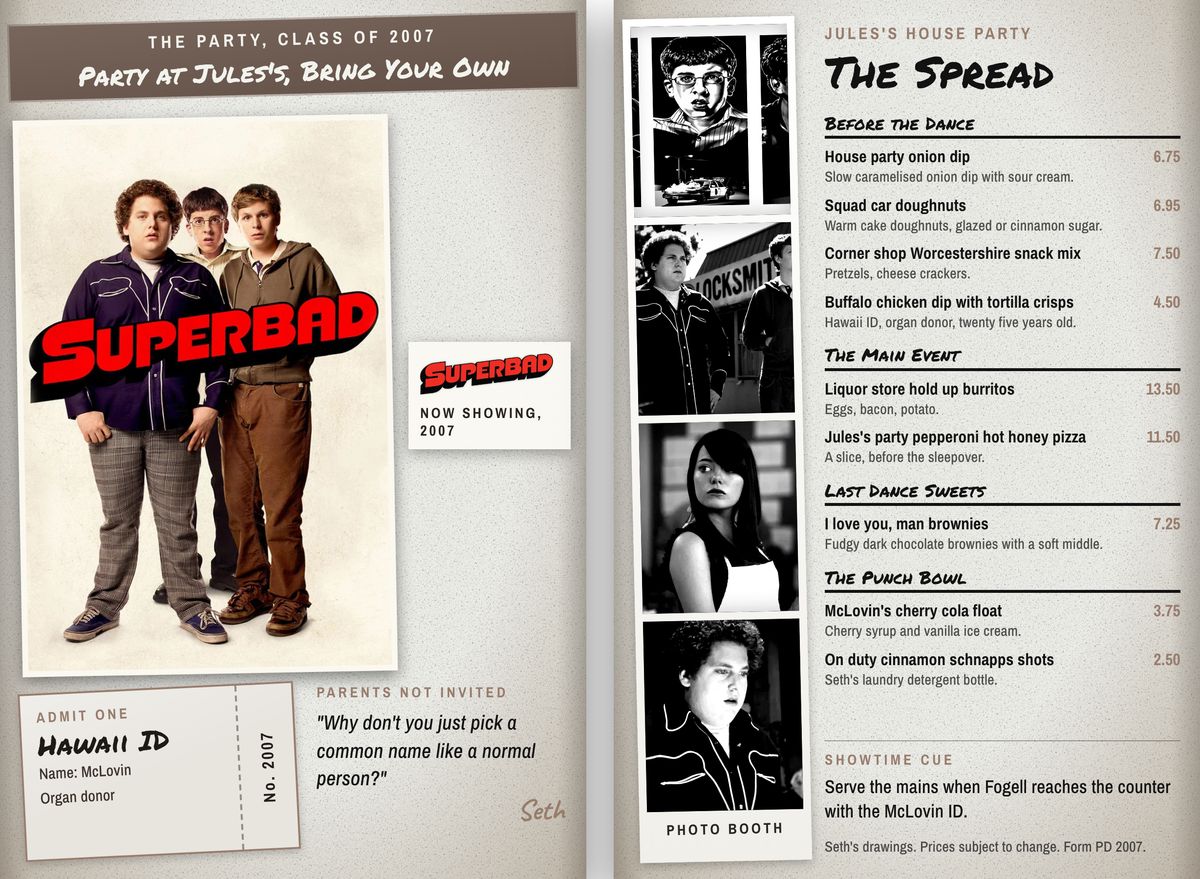 THE PARTY, CLASS OF 2007
Party at Jules's, Bring Your Own
SUPERBAD
SUPERBAD
NOW SHOWING,
2007
ADMIT ONE
Hawaii ID
Name: McLovin
Organ donor
No. 2007
PARENTS NOT INVITED
"Why don't you just pick a
common name like a normal
person?"
Seth
LOCKSMIT
PHOTO BOOTH
JULES'S HOUSE PARTY
The Spread
Before the Dance
House party onion dip 6.75
Slow caramelised onion dip with sour cream.
Squad car doughnuts 6.95
Warm cake doughnuts, glazed or cinnamon sugar.
Corner shop Worcestershire snack mix 7.50
Pretzels, cheese crackers.
Buffalo chicken dip with tortilla crisps 4.50
Hawaii ID, organ donor, twenty five years old.
The Main Event
Liquor store hold up burritos 13.50
Eggs, bacon, potato.
Jules's party pepperoni hot honey pizza 11.50
A slice, before the sleepover.
Last Dance Sweets
I love you, man brownies 7.25
Fudgy dark chocolate brownies with a soft middle.
The Punch Bowl
McLovin's cherry cola float 3.75
Cherry syrup and vanilla ice cream.
On duty cinnamon schnapps shots 2.50
Seth's laundry detergent bottle.
SHOWTIME CUE
Serve the mains when Fogell reaches the counter
with the McLovin ID.
Seth's drawings. Prices subject to change. Form PD 2007.